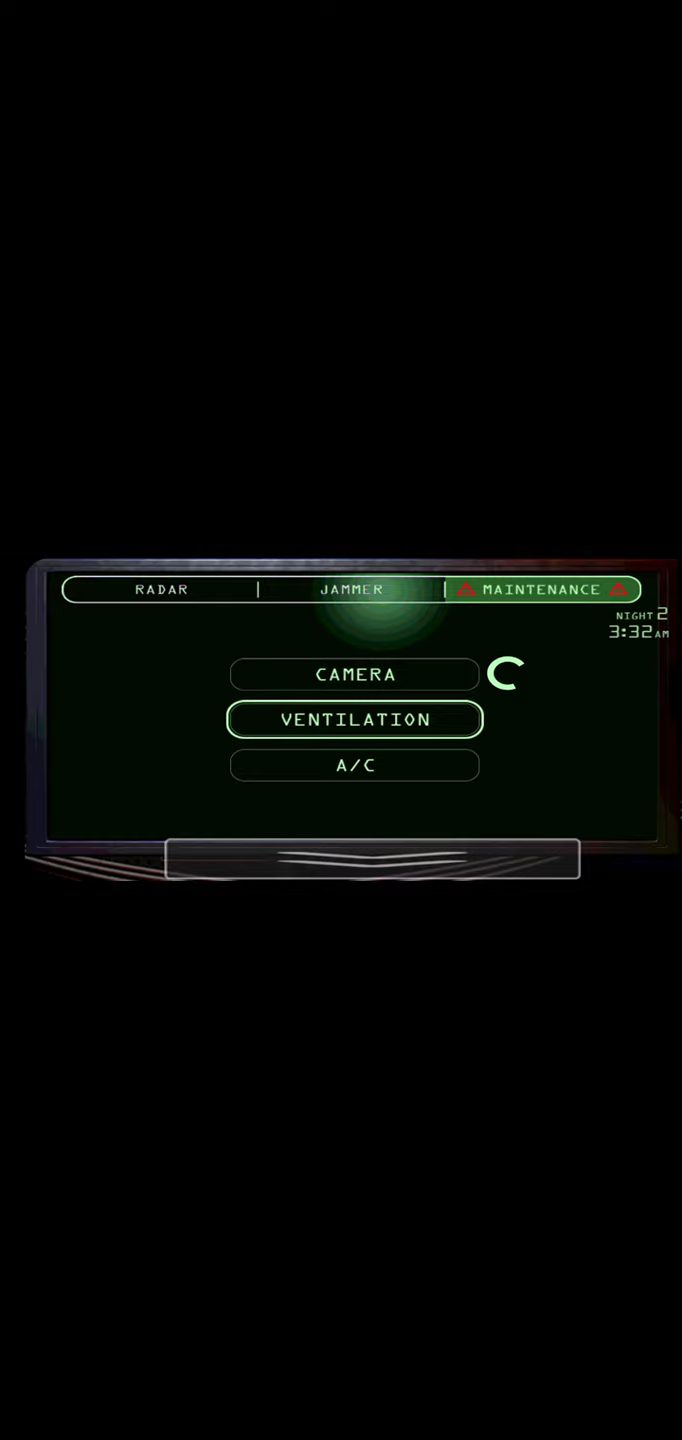 RADAR | JAMMER | MAINTENANCE
NIGHT 2
3:32 AM
CAMERA
VENTILATION
A/C